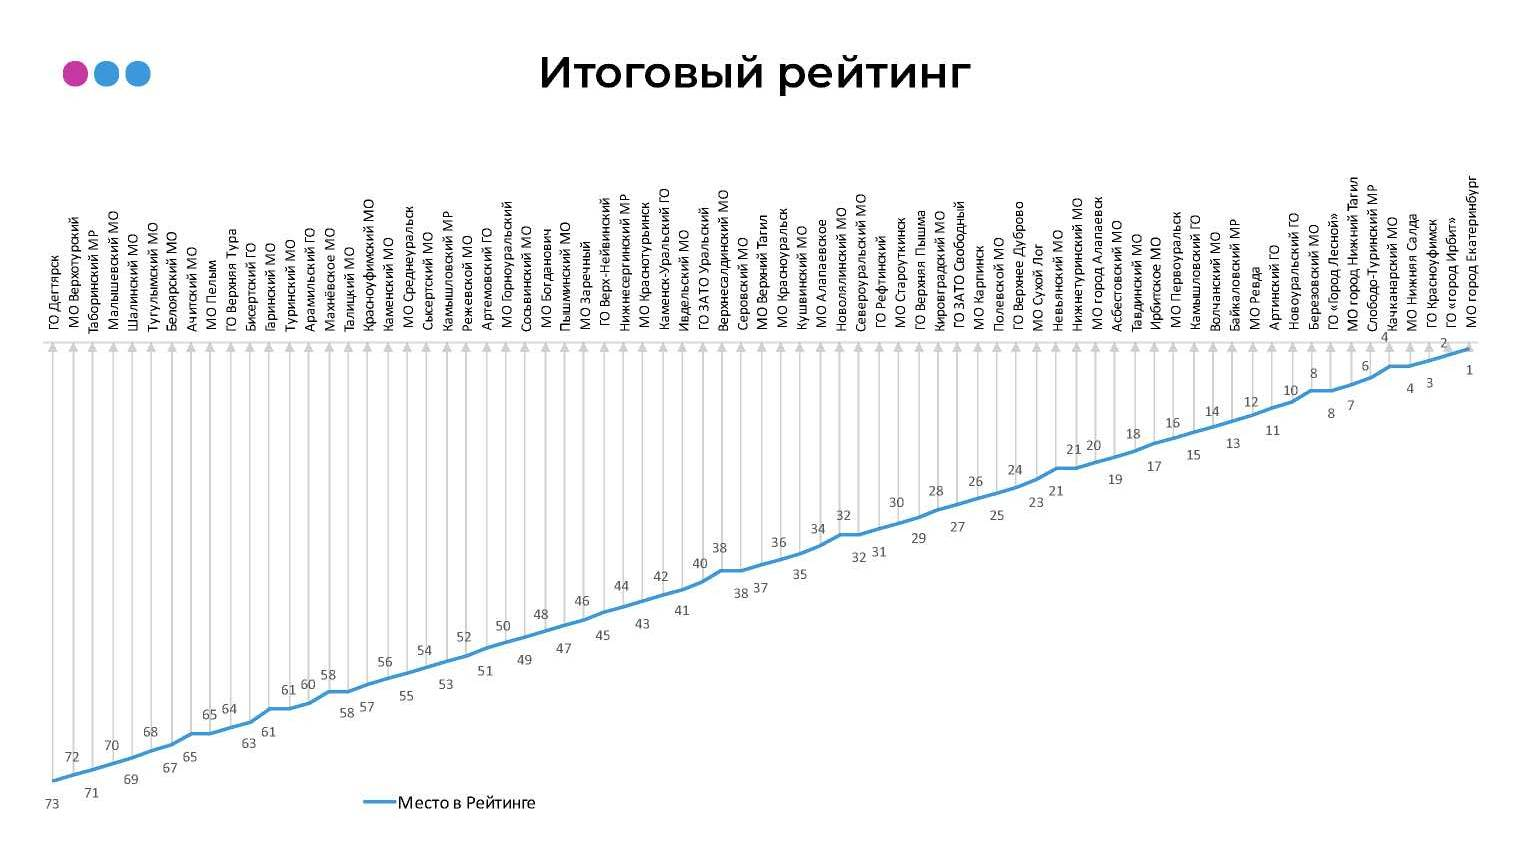 Итоговый рейтинг
ГО Дегтярск
МО Верхотурский
Таборинский МР
Малышевский МО
Шалинский МО
Тугулымский МО
Белоярский МО
Ачитский МО
МО Пелым
ГО Верхняя Тура
Бисертский ГО
Гаринский МО
Туринский МО
Арамильский ГО
Махнёвское МО
Талицкий МО
Красноуфимский МО
Каменский МО
МО Среднеуральск
Сысертский МО
Камышловский МР
Режевской МО
Артемовский ГО
МО Горноуральский
Сосьвинский МО
МО Богданович
Пышминский МО
МО Заречный
ГО Верх-Нейвинский
Нижнесергинский МР
МО Краснотурьинск
Каменск-Уральский ГО
Ивдельский МО
ГО ЗАТО Уральский
Верхнесалдинский МО
Серовский МО
МО Верхний Тагил
МО Красноуральск
Кушвинский МО
МО Алапаевское
Новолялинский МО
Североуральский МО
ГО Рефтинский
МО Староуткинск
ГО Верхняя Пышма
Кировградский МО
ГО ЗАТО Свободный
МО Карпинск
Полевской МО
ГО Верхнее Дуброво
МО Сухой Лог
Невьянский МО
Нижнетуринский МО
МО город Алапаевск
Асбестовский МО
Тавдинский МО
Ирбитское МО
МО Первоуральск
Камышловский ГО
Волчанский МО
Байкаловский МР
МО Ревда
Артинский ГО
Новоуральский ГО
Березовский МО
ГО «Город Лесной»
МО город Нижний Тагил
Слободо-Туринский МР
Качканарский МО
МО Нижняя Салда
ГО Красноуфимск
ГО «город Ирбит»
МО город Екатеринбург
73
72
71
70
69
68
67
65
65
64
63
61
61
60
58
58
57
56
55
54
53
52
51
50
49
48
47
46
45
44
43
42
41
40
38
38
37
36
35
34
32
32
31
30
29
28
27
26
25
24
23
21
21
20
19
18
17
16
15
14
13
12
11
10
8
8
7
6
4
4
3
2
1
Место в Рейтинге